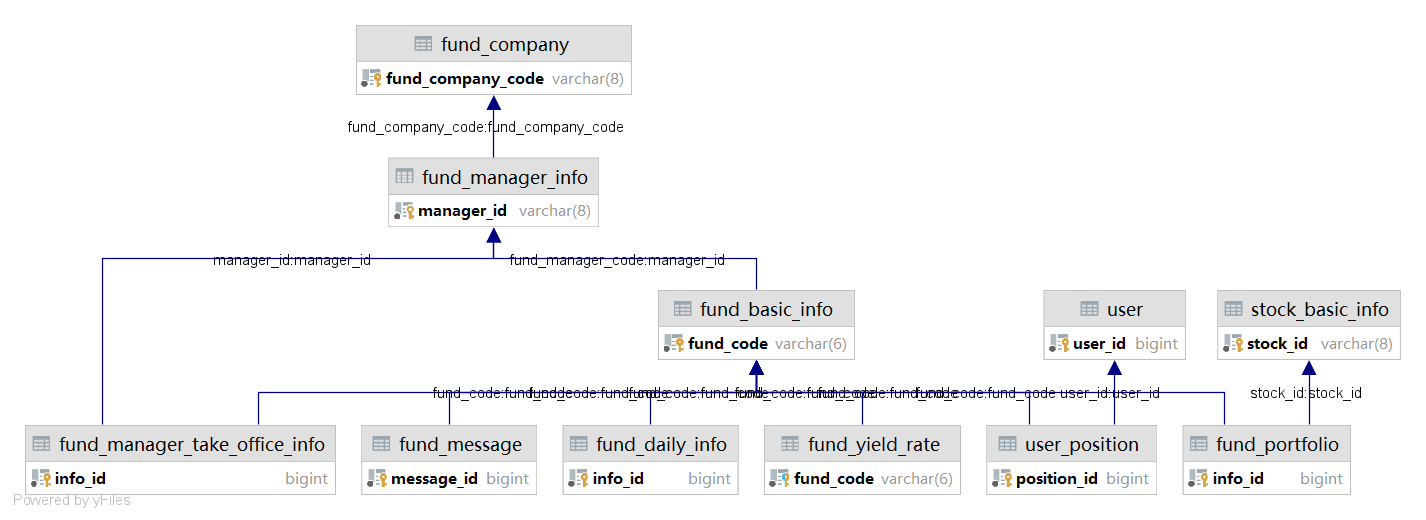 fund_company
fund_company_code varchar(8)
fund_company_code:fund_company_code
fund_manager_info
manager_id varchar(8)
manager_id:manager_id
fund_manager_code:manager_id
fund_basic_info
fund_code varchar(6)
user
user_id bigint
stock_basic_info
stock_id varchar(8)
fund_code:fund_code
user_id:user_id
stock_id:stock_id
fund_manager_take_office_info
info_id bigint
fund_message
message_id bigint
fund_daily_info
info_id bigint
fund_yield_rate
fund_code varchar(6)
user_position
position_id bigint
fund_portfolio
info_id bigint
Powered by yFiles